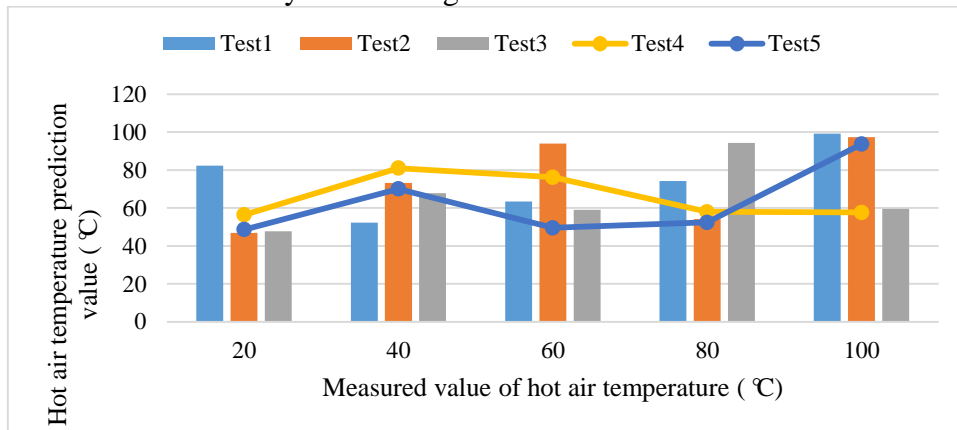 Test1 Test2 Test3 Test4 Test5
Hot air temperature prediction
value (℃)
120
100
80
60
40
20
0
20 40 60 80 100
Measured value of hot air temperature (℃)